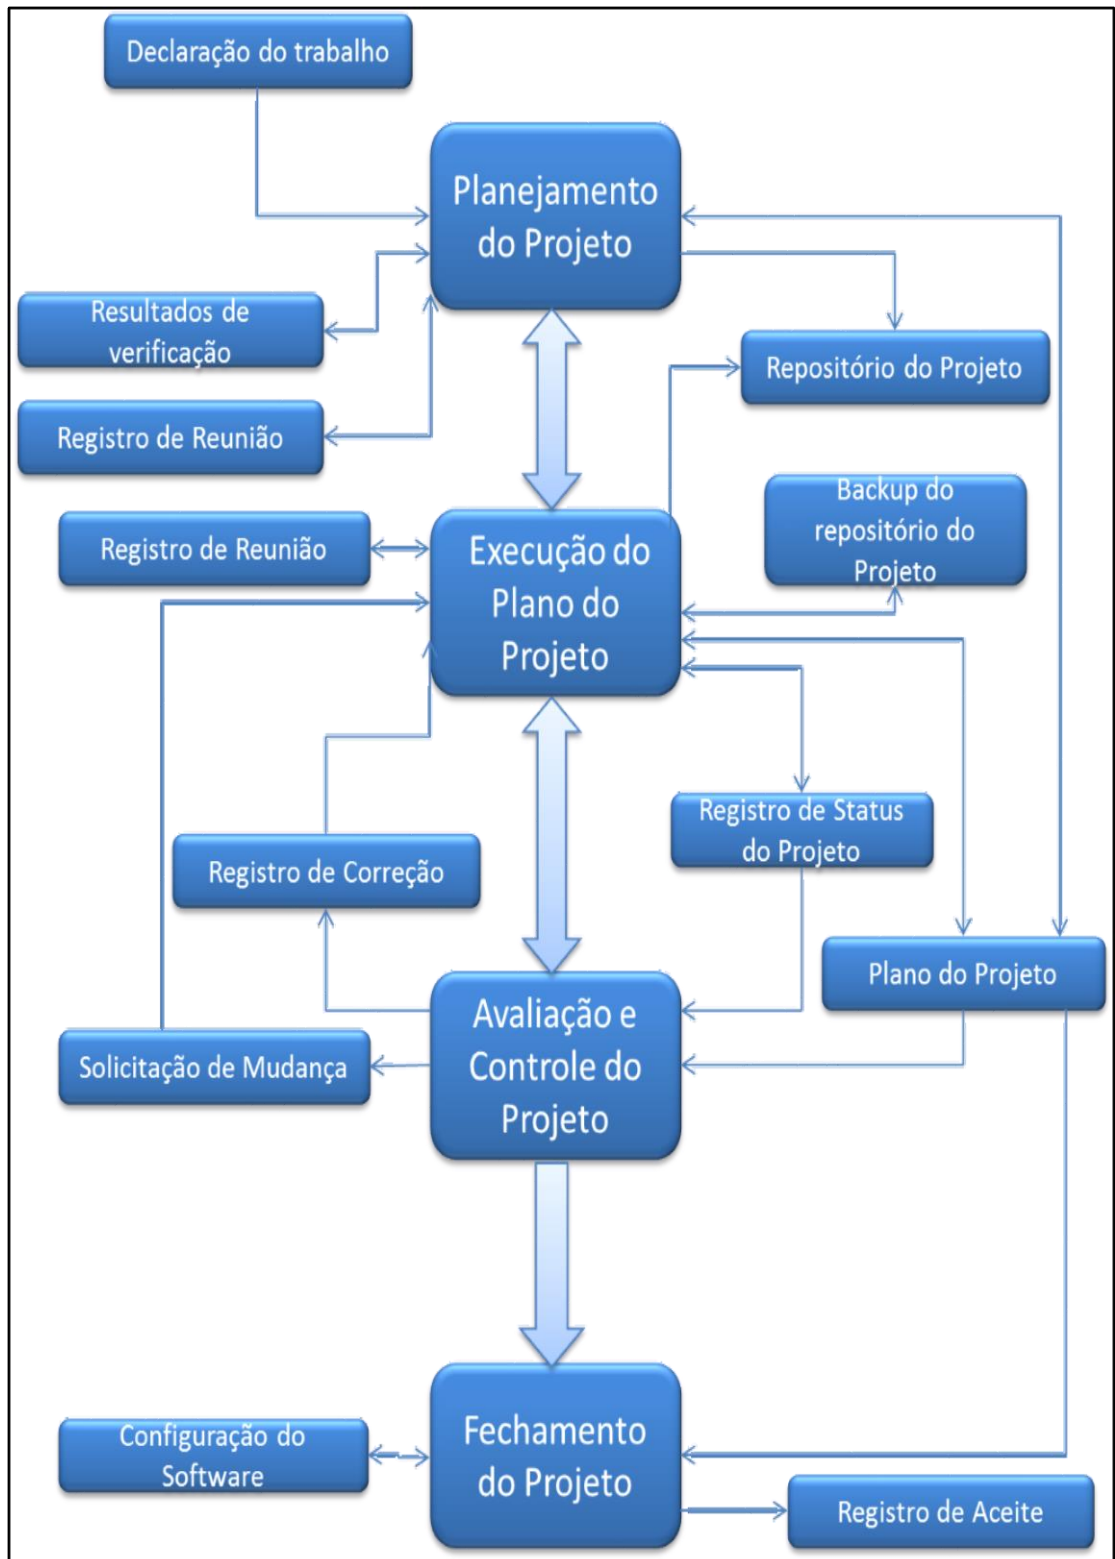 Declaração do trabalho
Planejamento
do Projeto
Resultados de
verificação
Repositório do Projeto
Registro de Reunião
Backup do
repositório do
Projeto
Registro de Reunião
Execução do
Plano do
Projeto
Registro de Status
do Projeto
Registro de Correção
Plano do Projeto
Avaliação e
Controle do
Projeto
Solicitação de Mudança
Fechamento
do Projeto
Configuração do
Software
Registro de Aceite